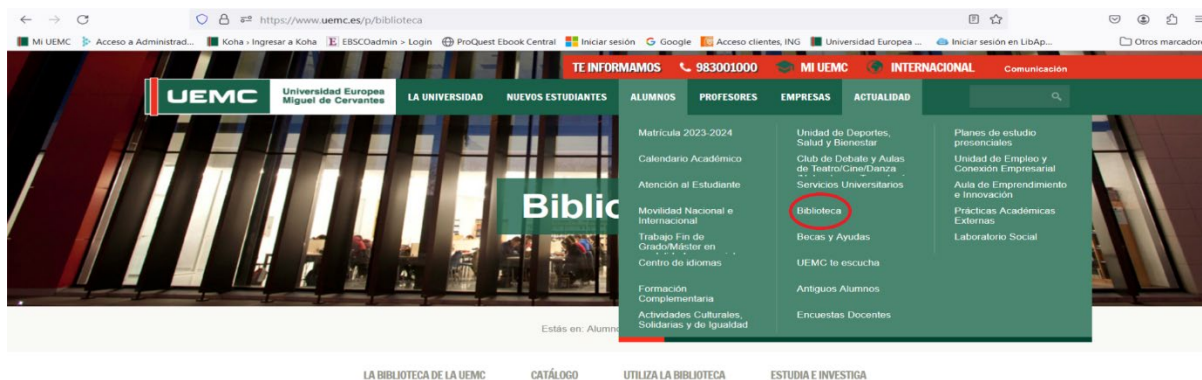 https://www.uemc.es/p/biblioteca
Mi UEMC Acceso a Administrad... Koha › Ingresar a Koha EBSCOadmin > Login ProQuest Ebook Central Iniciar sesión Google Acceso clientes, ING Universidad Europea ... Iniciar sesión en LibAp... Otros marcadore
TE INFORMAMOS 983001000 MI UEMC INTERNACIONAL Comunicación
UEMC
Universidad Europea
Miguel de Cervantes
LA UNIVERSIDAD NUEVOS ESTUDIANTES ALUMNOS PROFESORES EMPRESAS ACTUALIDAD
Biblio
Matrícula 2023-2024
Calendario Académico
Atención al Estudiante
Movilidad Nacional e
Internacional
Trabajo Fin de
Grado/Máster en
Centro de idiomas
Formación
Complementaria
Actividades Culturales,
Solidarias y de Igualdad
Unidad de Deportes,
Salud y Bienestar
Club de Debate y Aulas
de Teatro/Cine/Danza
Servicios Universitarios
Biblioteca
Becas y Ayudas
UEMC te escucha
Antiguos Alumnos
Encuestas Docentes
Planes de estudio
presenciales
Unidad de Empleo y
Conexión Empresarial
Aula de Emprendimiento
e Innovación
Prácticas Académicas
Externas
Laboratorio Social
Estás en: Alumno
LA BIBLIOTECA DE LA UEMC CATÁLOGO UTILIZA LA BIBLIOTECA ESTUDIA E INVESTIGA